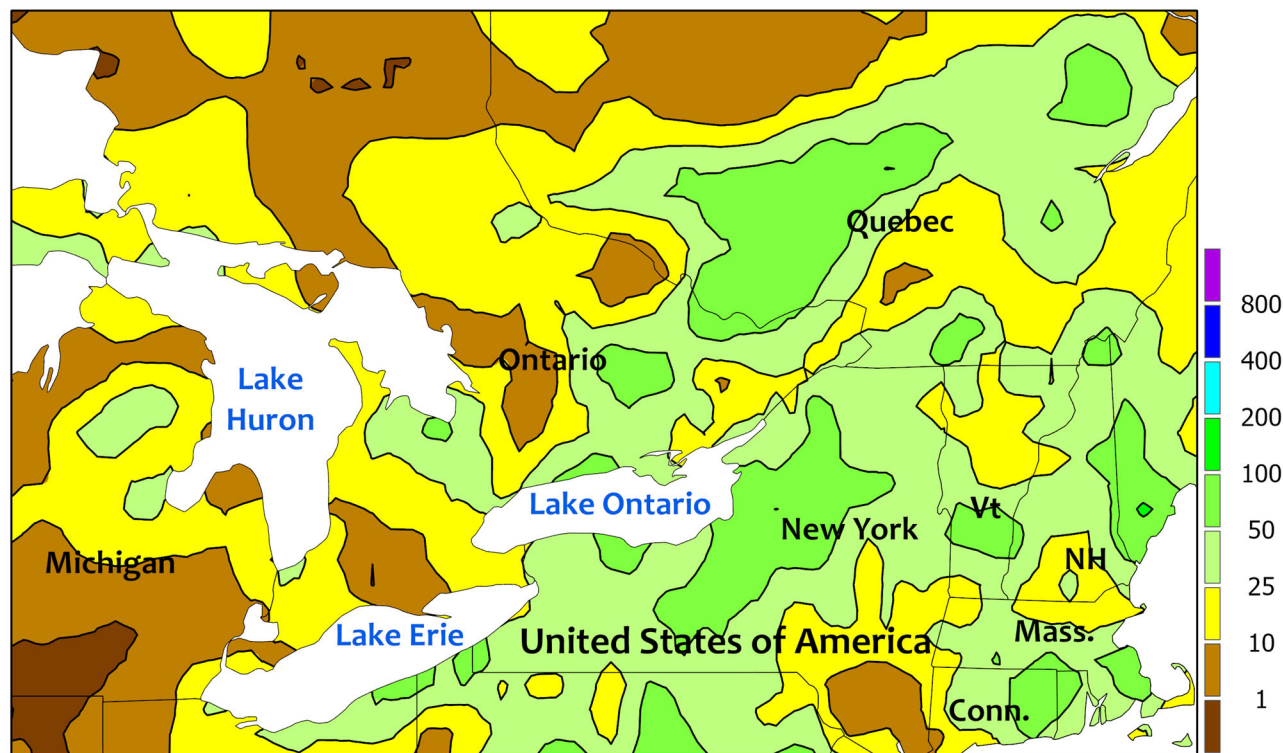 Quebec
Ontario
Lake
Huron
Lake Ontario
New York
Vt
Michigan
NH
Lake Erie
United States of America
Mass.
Conn.
800
400
200
100
50
25
10
1